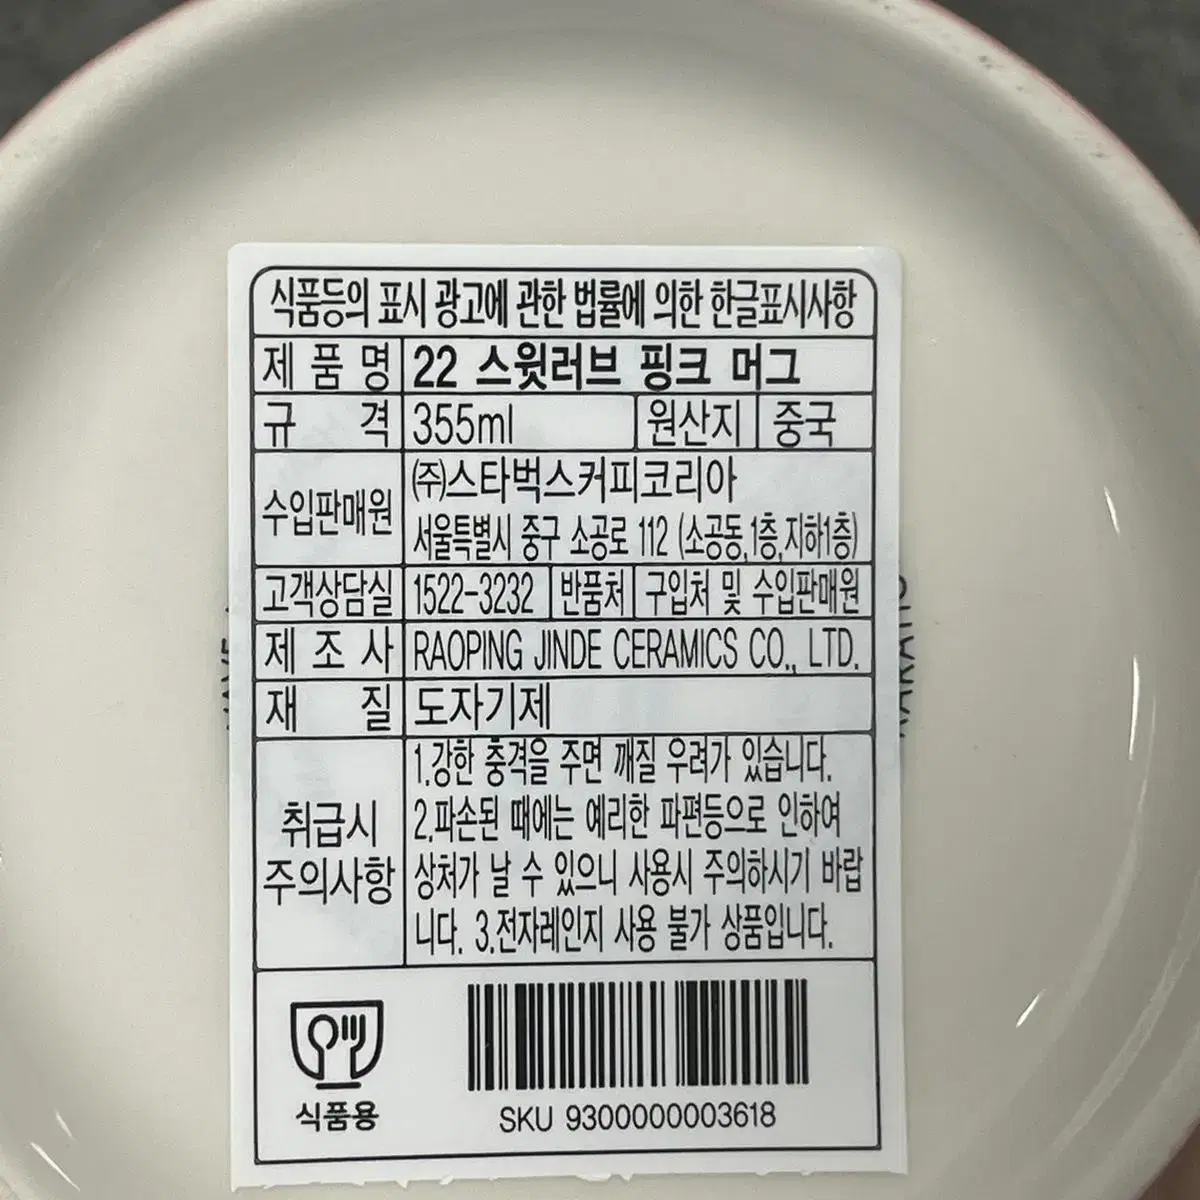 식품등의 표시 광고에 관한 법률에 의한 한글표시사항
제 품 명 22 스윗러브 핑크 머그
규 격 355ml 원산지 중국
수입판매원 ㈜스타벅스커피코리아
서울특별시 중구 소공로 112 (소공동,1층,지하1층)
고객상담실 1522-3232 반품처 구입처 및 수입판매원
제 조 사 RAOPING JINDE CERAMICS CO., LTD.
재 질 도자기제
취급시 주의사항 1.강한 충격을 주면 깨질 우려가 있습니다.
2.파손된 때에는 예리한 파편등으로 인하여
상처가 날 수 있으니 사용시 주의하시기 바랍
니다. 3.전자레인지 사용 불가 상품입니다.
식품용
SKU 9300000003618